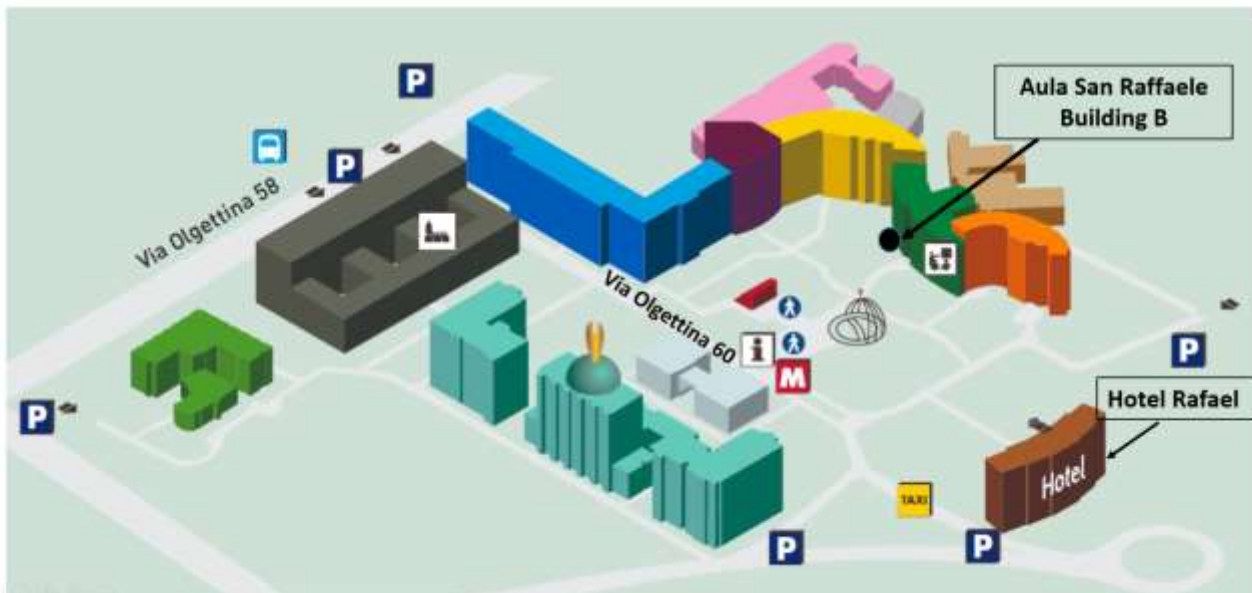 P
Aula San Raffaele
Building B
P
Via Olgettina 58
Via Olgettina 60
i
M
P
Hotel Rafael
P
Hotel
TAXI
P
P